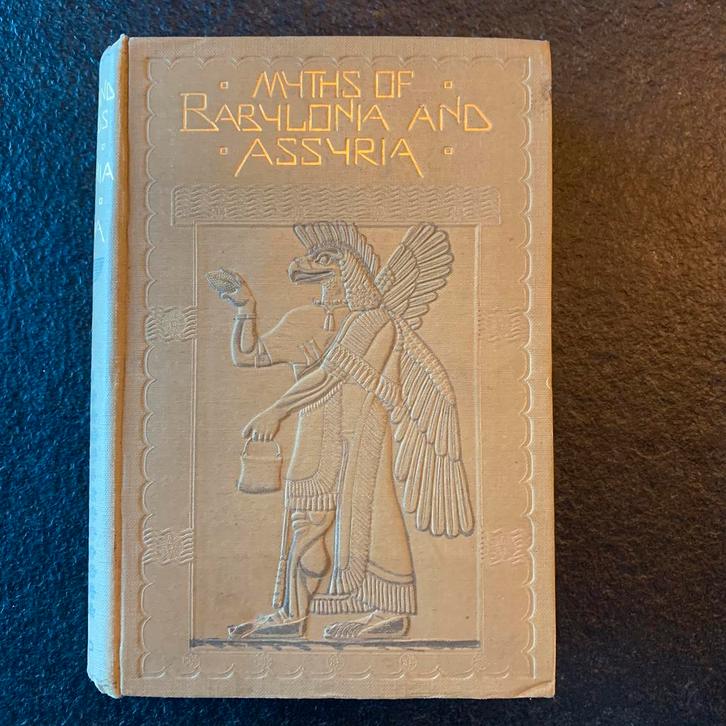 MYTHS OF
BABYLONIA AND
ASSYRIA